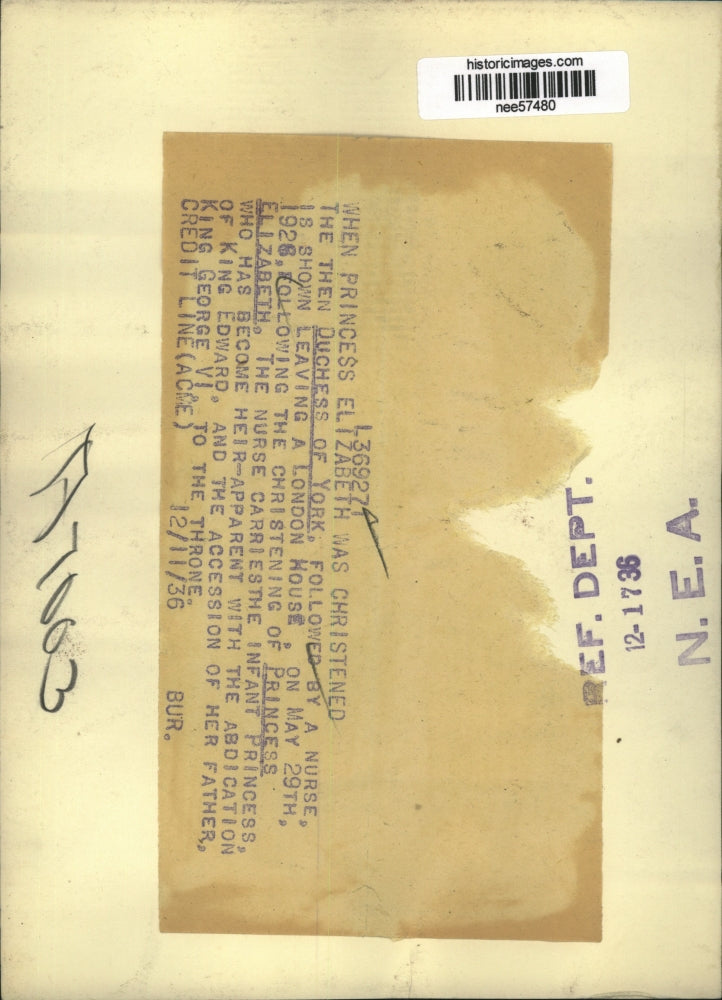 historicimages.com
nee57480
L-369274
WHEN PRINCESS ELIZABETH WAS CHRISTENED
THE THEN DUCHESS OF YORK, FOLLOWED BY A NURSE,
IS SHOWN LEAVING A LONDON HOUSE , ON MAY 29TH,
1926, FOLLOWING THE CHRISTENING OF PRINCESS
ELIZABETH. THE NURSE CARRIESTHE INFANT PRINCESS,
WHO HAS BECOME HEIR-APPARENT WITH THE ABDICATION
OF KING EDWARD, AND THE ACCESSION OF HER FATHER,
KING GEORGE VI, TO THE THRONE.
CREDIT LINE(ACME) 12/11/36 BUR.
REF. DEPT.
12-17 36
N. E. A.